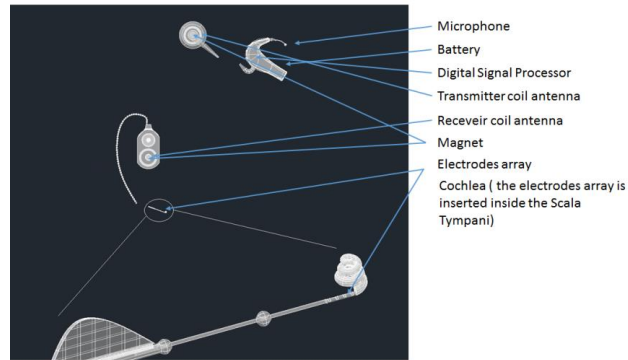 Microphone
Battery
Digital Signal Processor
Transmitter coil antenna
Receveir coil antenna
Magnet
Electrodes array
Cochlea ( the electrodes array is
inserted inside the Scala
Tympani)